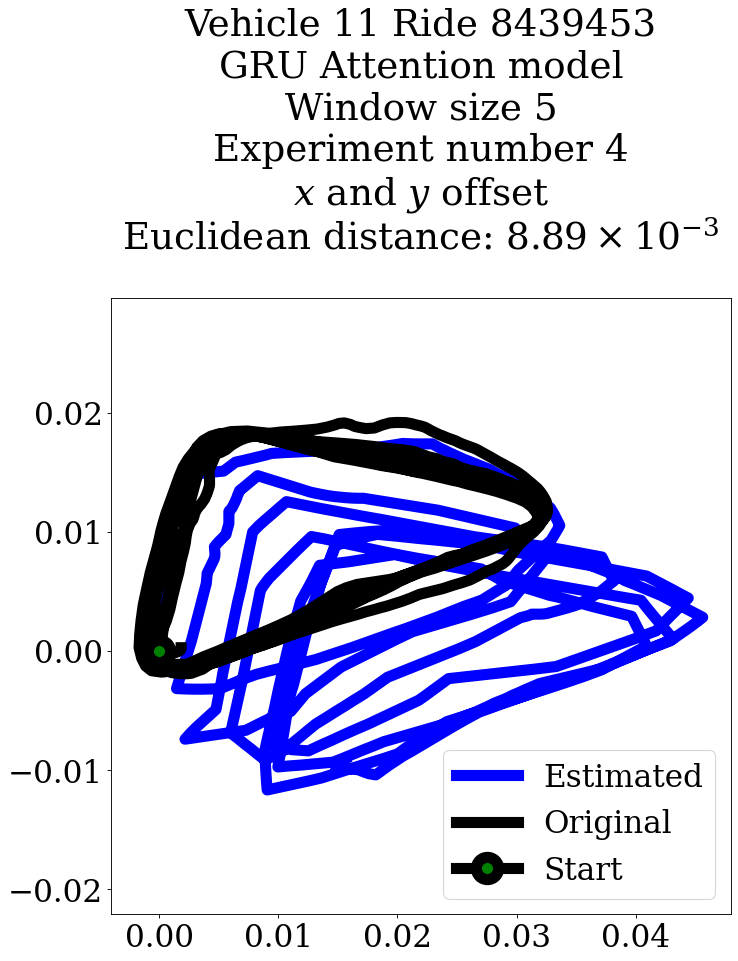 Vehicle 11 Ride 8439453
GRU Attention model
Window size 5
Experiment number 4
x and y offset
Euclidean distance: 8.89 × 10⁻³
0.02
0.01
0.00
−0.01
−0.02
0.00 0.01 0.02 0.03 0.04
Estimated
Original
Start